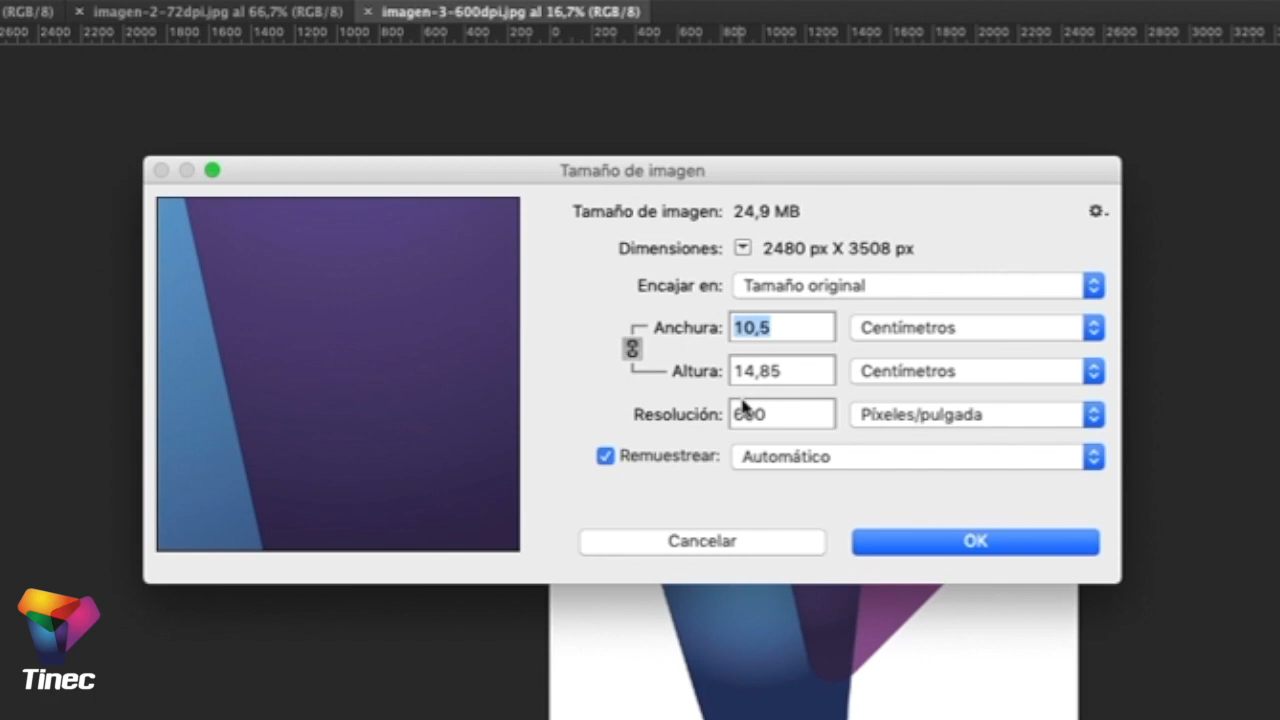 (RGB/8) × imagen-2-72dpi.jpg al 66,7% (RGB/8) × imagen-3-600dpi.jpg al 16,7% (RGB/8)
2600 2400 2200 2000 1800 1600 1400 1200 1000 800 600 400 200 0 200 400 600 800 1000 1200 1400 1600 1800 2000 2200 2400 2600 2800 3000 3200
Tamaño de imagen
Tamaño de imagen: 24,9 MB
Dimensiones: 2480 px X 3508 px
Encajar en: Tamaño original
Anchura: 10,5 Centímetros
Altura: 14,85 Centímetros
Resolución: 600 Píxeles/pulgada
Remuestrear: Automático
Cancelar OK
Tinec